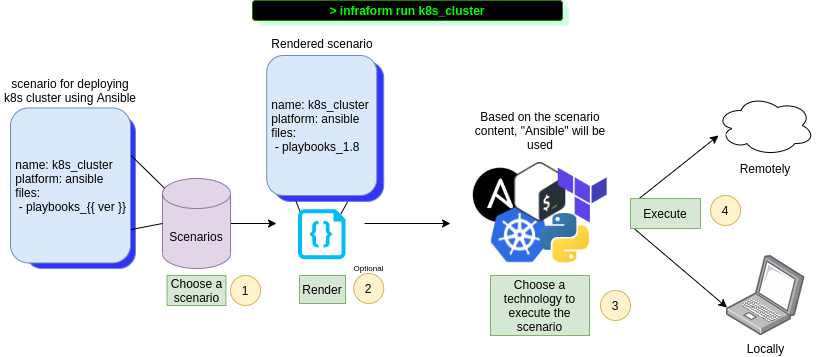 > infraform run k8s_cluster
scenario for deploying
k8s cluster using Ansible
name: k8s_cluster
platform: ansible
files:
- playbooks_{{ ver }}
Scenarios
Choose a
scenario
1
Rendered scenario
name: k8s_cluster
platform: ansible
files:
- playbooks_1.8
{ }
Render
Optional
2
Based on the scenario
content, "Ansible" will be
used
A
$_
Choose a
technology to
execute the
scenario
3
Execute
4
Remotely
Locally